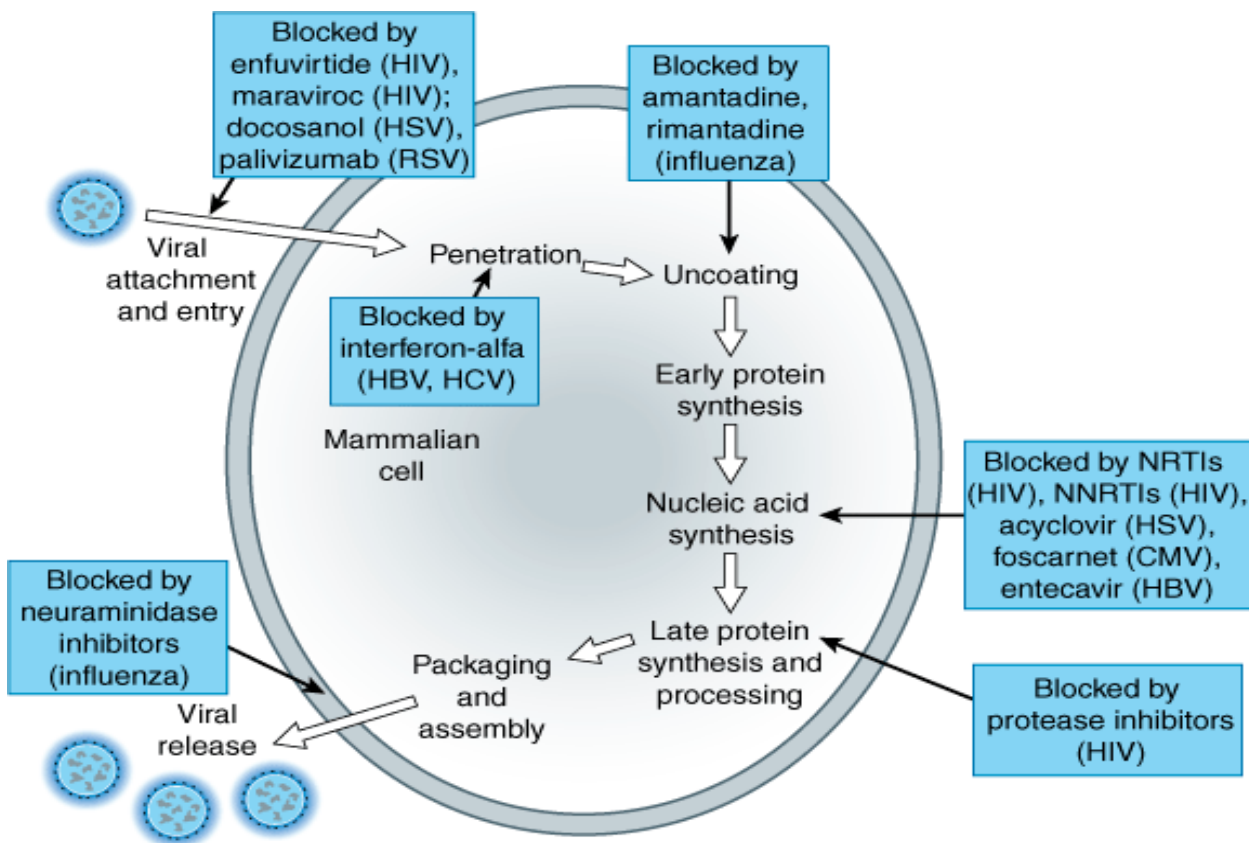 Blocked by
enfuvirtide (HIV),
maraviroc (HIV);
docosanol (HSV),
palivizumab (RSV)
Blocked by
amantadine,
rimantadine
(influenza)
Viral
attachment
and entry
Penetration
Uncoating
Blocked by
interferon-alfa
(HBV, HCV)
Early protein
synthesis
Mammalian
cell
Nucleic acid
synthesis
Blocked by NRTIs
(HIV), NNRTIs (HIV),
acyclovir (HSV),
foscarnet (CMV),
entecavir (HBV)
Late protein
synthesis and
processing
Blocked by
protease inhibitors
(HIV)
Packaging
and
assembly
Blocked by
neuraminidase
inhibitors
(influenza)
Viral
release